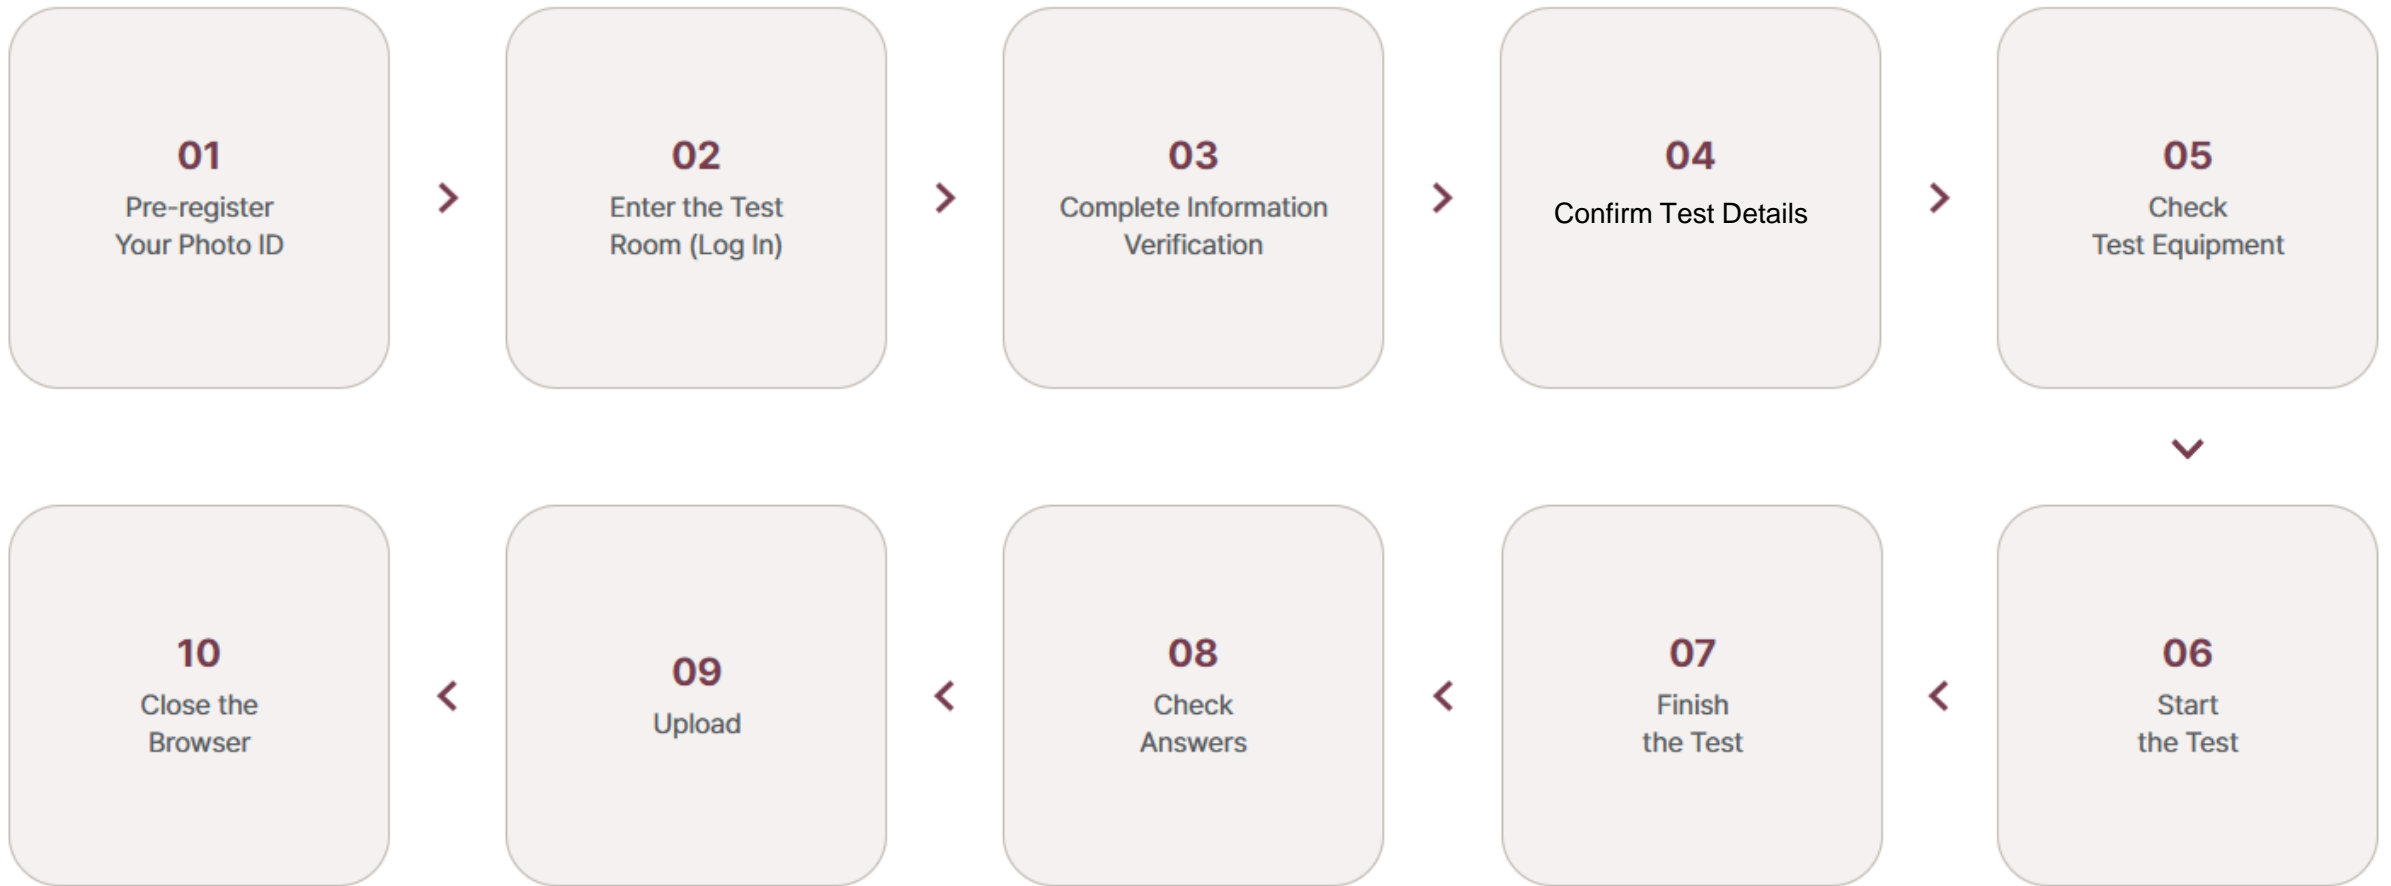 01
Pre-register
Your Photo ID
02
Enter the Test
Room (Log In)
03
Complete Information
Verification
04
Confirm Test Details
05
Check
Test Equipment
06
Start
the Test
07
Finish
the Test
08
Check
Answers
09
Upload
10
Close the
Browser